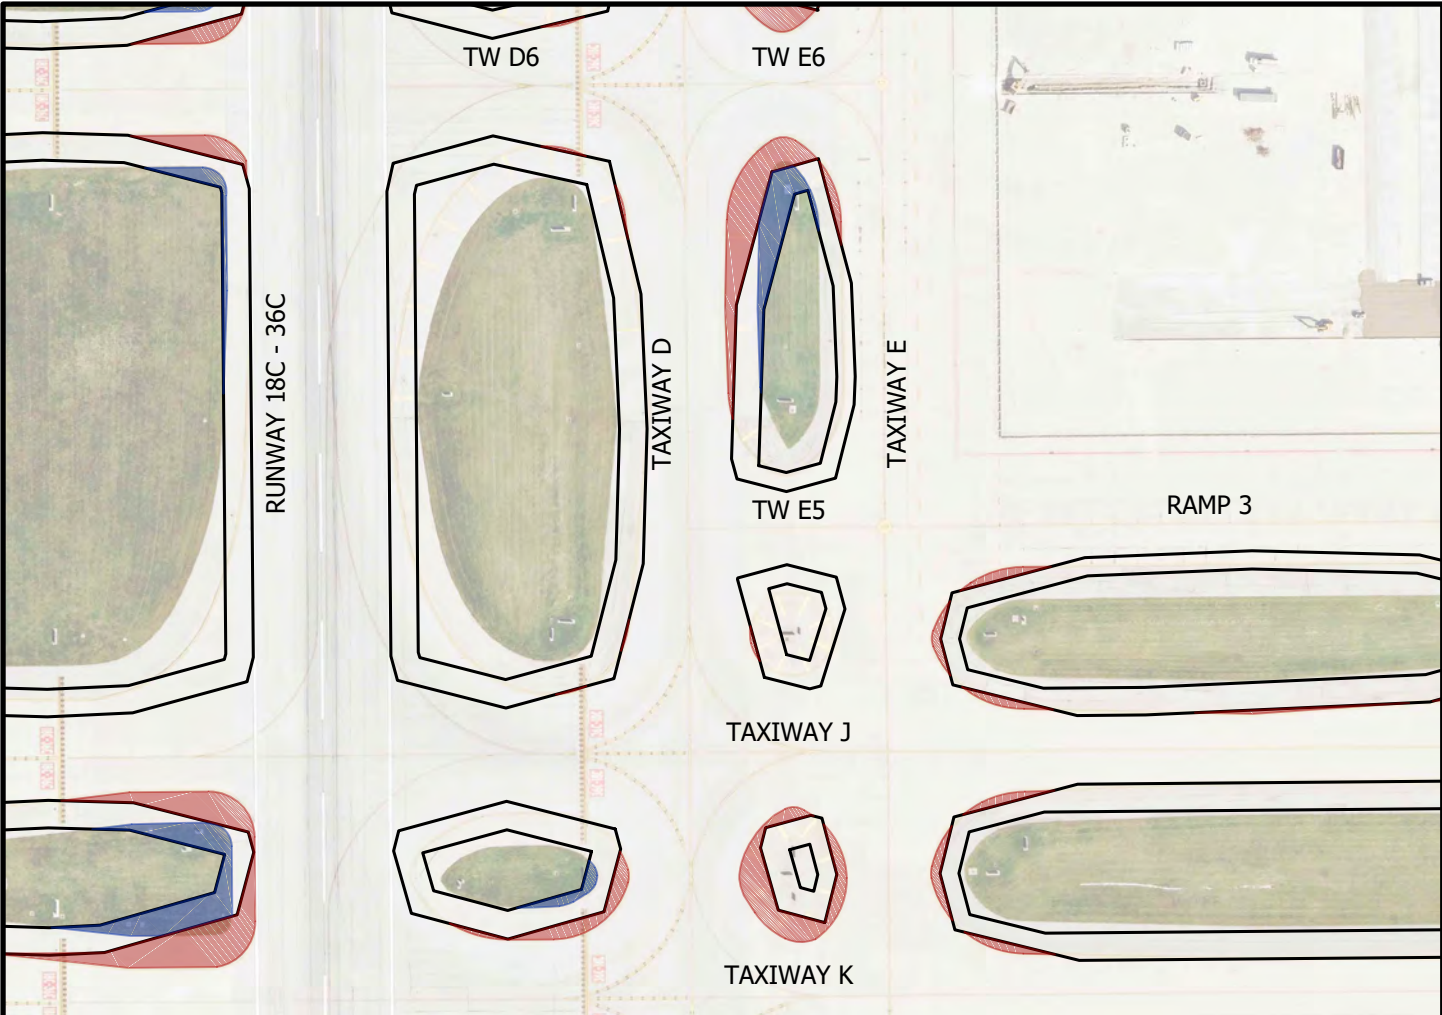 TW D6
TW E6
RUNWAY 18C - 36C
TAXIWAY D
TAXIWAY E
TW E5
RAMP 3
TAXIWAY J
TAXIWAY K